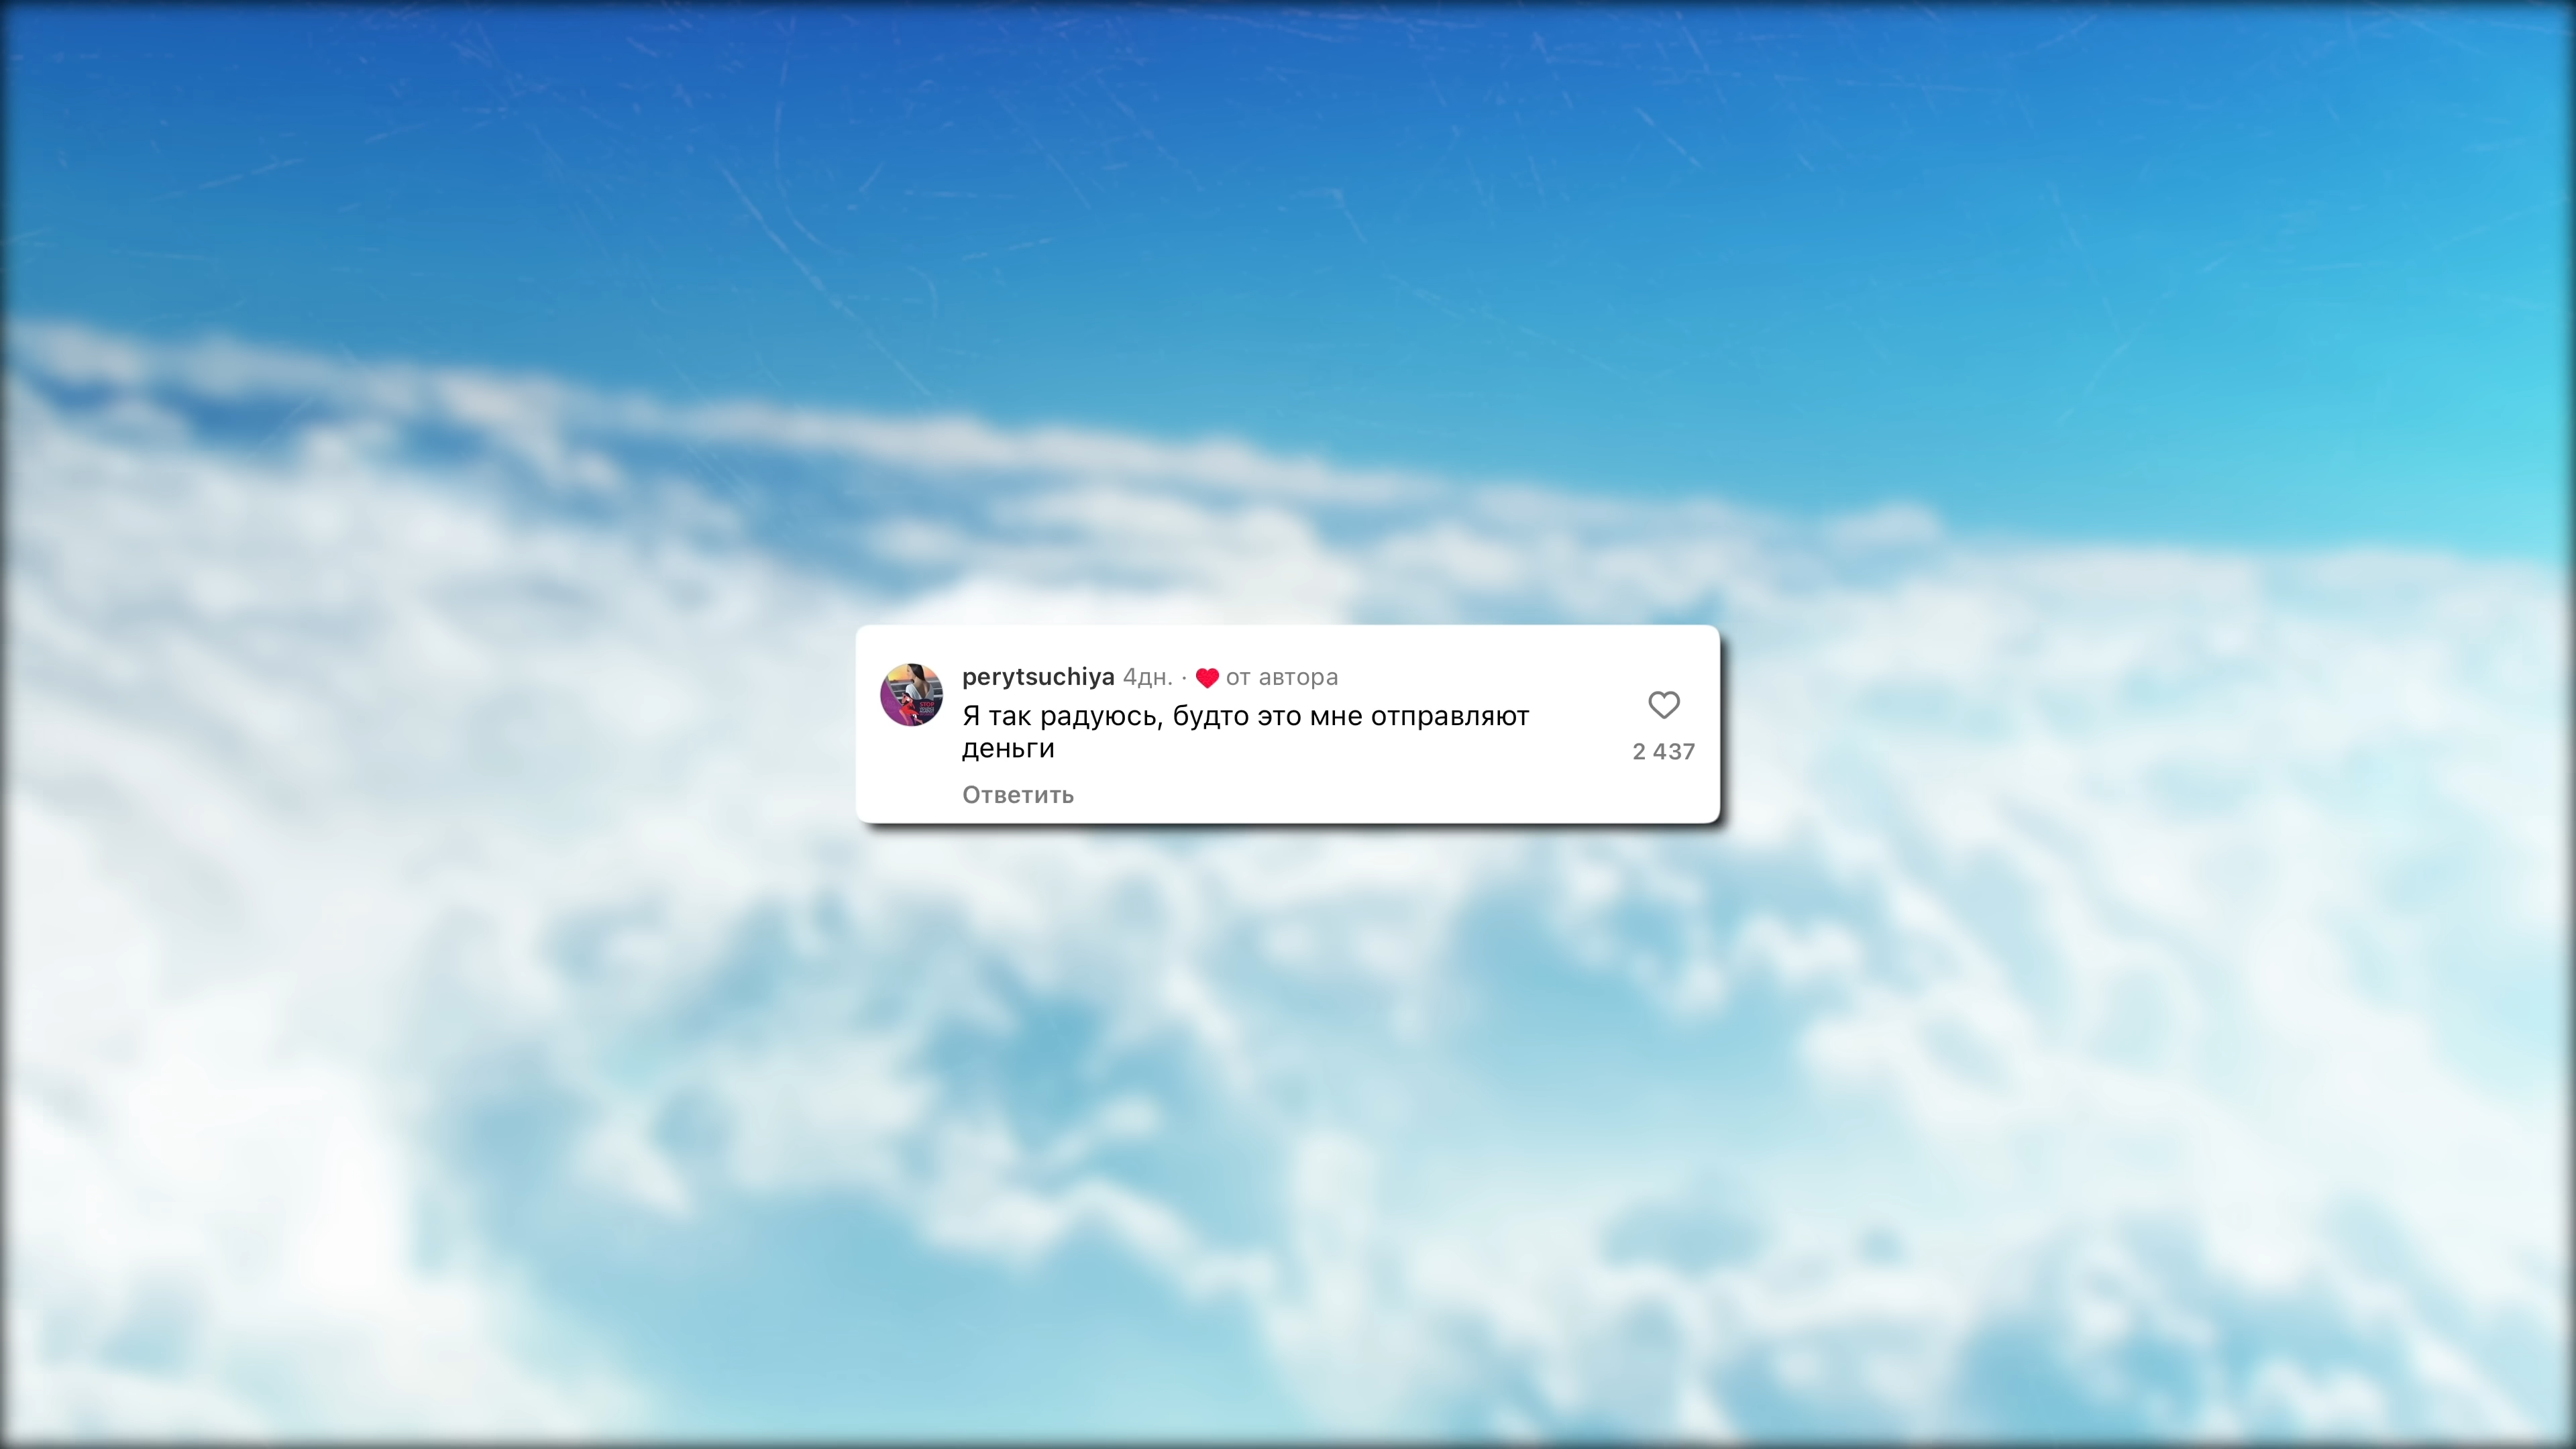 perytsuchiya 4дн. · ❤ от автора
Я так радуюсь, будто это мне отправляют
деньги
2 437
Ответить